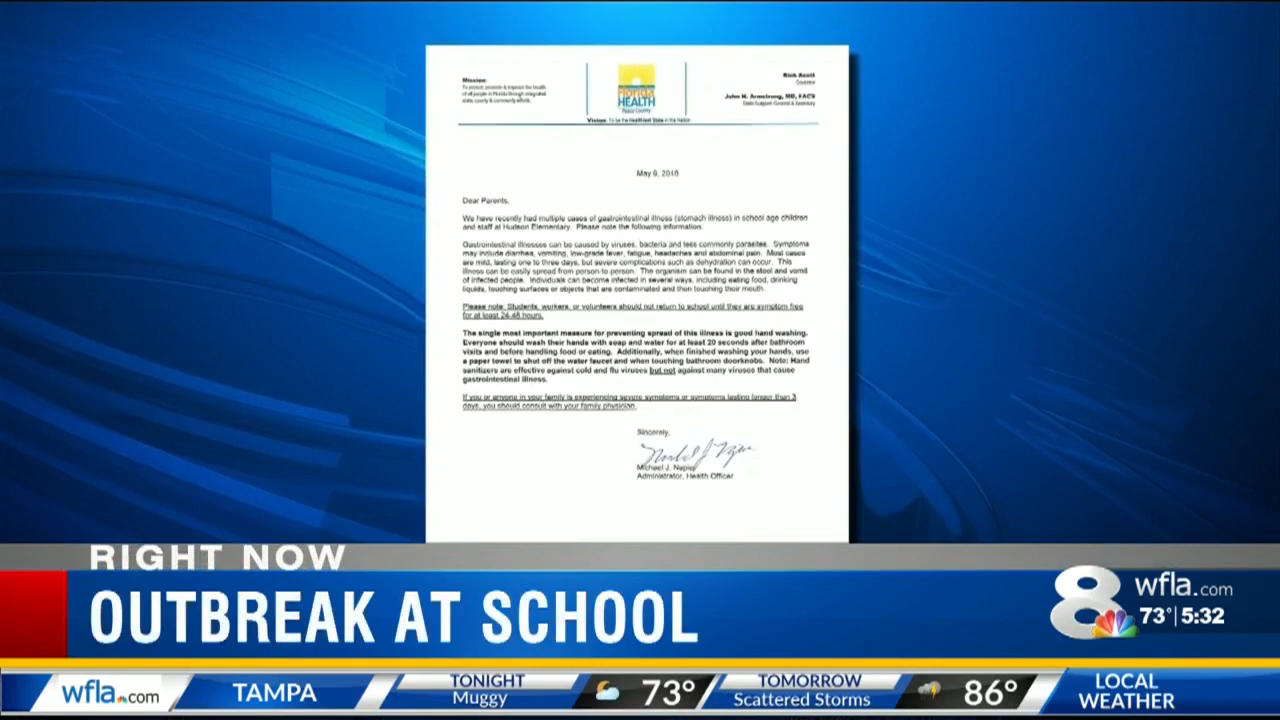 Mission:
To protect, promote & improve the health
of all people in Florida through integrated
state, county & community efforts.
Florida
HEALTH
Pasco County
Vision: To be the Healthiest State in the Nation
Rick Scott
Governor
John H. Armstrong, MD, FACS
State Surgeon General & Secretary
May 9, 2018
Dear Parents,
We have recently had multiple cases of gastrointestinal illness (stomach illness) in school age children
and staff at Hudson Elementary. Please note the following information:
Gastrointestinal illnesses can be caused by viruses, bacteria and less commonly parasites. Symptoms
may include diarrhea, vomiting, low-grade fever, fatigue, headaches and abdominal pain. Most cases
are mild, lasting one to three days, but severe complications such as dehydration can occur. This
illness can be easily spread from person to person. The organism can be found in the stool and vomit
of infected people. Individuals can become infected in several ways, including eating food, drinking
liquids, touching surfaces or objects that are contaminated and then touching their mouth.
Please note: Students, workers, or volunteers should not return to school until they are symptom free
for at least 24-48 hours.
The single most important measure for preventing spread of this illness is good hand washing.
Everyone should wash their hands with soap and water for at least 20 seconds after bathroom
visits and before handling food or eating. Additionally, when finished washing your hands, use
a paper towel to shut off the water faucet and when touching bathroom doorknobs. Note: Hand
sanitizers are effective against cold and flu viruses but not against many viruses that cause
gastrointestinal illness.
If you or anyone in your family is experiencing severe symptoms or symptoms lasting longer than 3
days, you should consult with your family physician.
Sincerely,
Michael J. Napier
Administrator, Health Officer
RIGHT NOW
OUTBREAK AT SCHOOL
8 wfla.com
73° 5:32
wfla.com TAMPA TONIGHT Muggy 73° TOMORROW Scattered Storms 86° LOCAL WEATHER